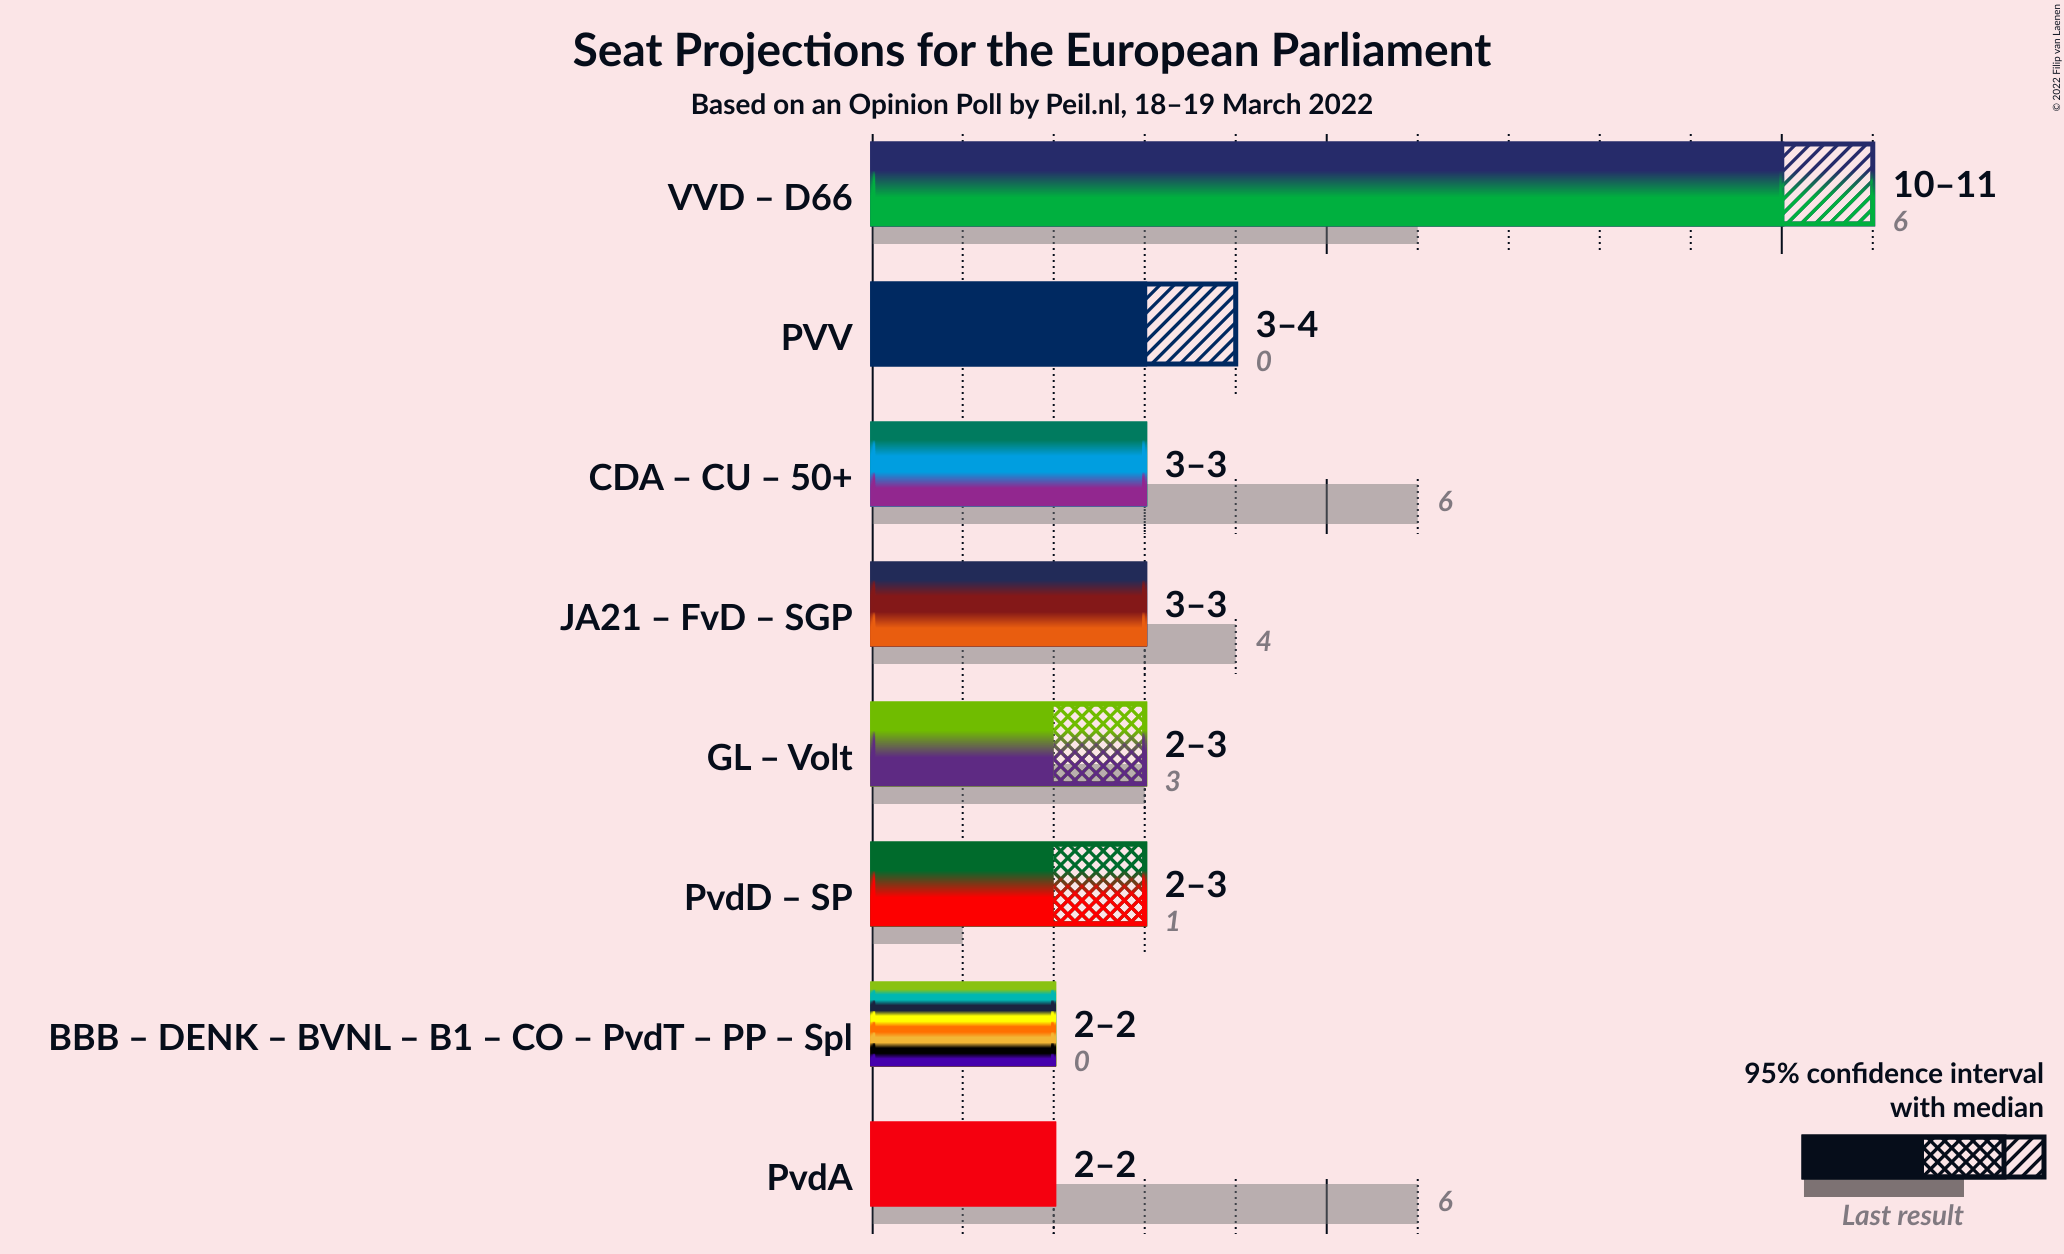 Seat Projections for the European Parliament
Based on an Opinion Poll by Peil.nl, 18–19 March 2022
© 2022 Filip van Laenen
VVD – D66
10–11
6
PVV
3–4
0
CDA – CU – 50+
3–3
6
JA21 – FvD – SGP
3–3
4
GL – Volt
2–3
3
PvdD – SP
2–3
1
BBB – DENK – BVNL – B1 – CO – PvdT – PP – Spl
2–2
0
PvdA
2–2
6
95% confidence interval
with median
Last result